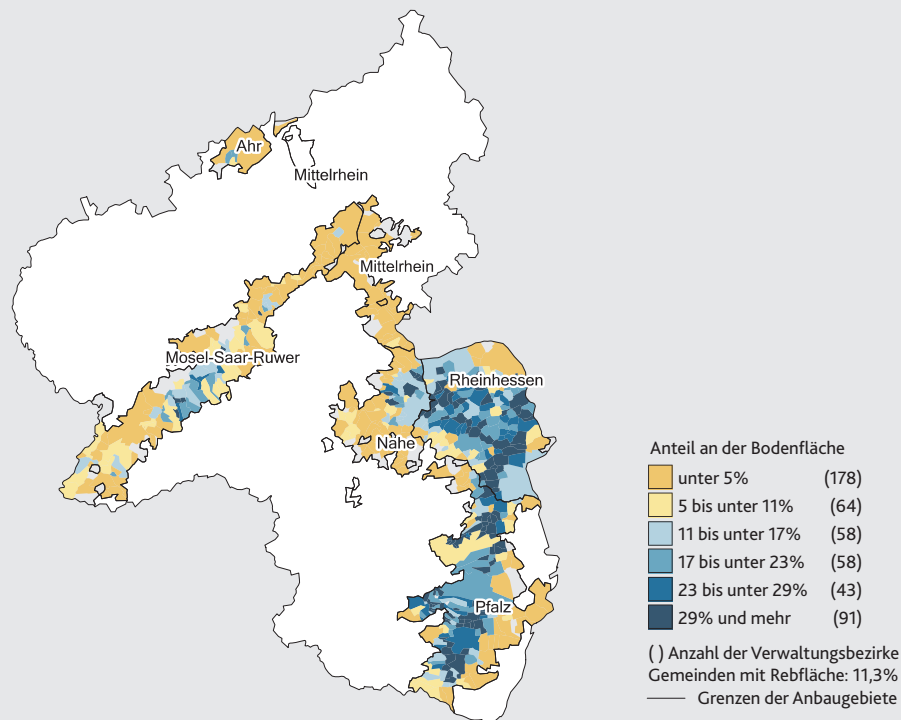 Ahr
Mittelrhein
Mittelrhein
Mosel-Saar-Ruwer
Rheinhessen
Nahe
Pfalz
Anteil an der Bodenfläche
unter 5% (178)
5 bis unter 11% (64)
11 bis unter 17% (58)
17 bis unter 23% (58)
23 bis unter 29% (43)
29% und mehr (91)
( ) Anzahl der Verwaltungsbezirke
Gemeinden mit Rebfläche: 11,3%
Grenzen der Anbaugebiete